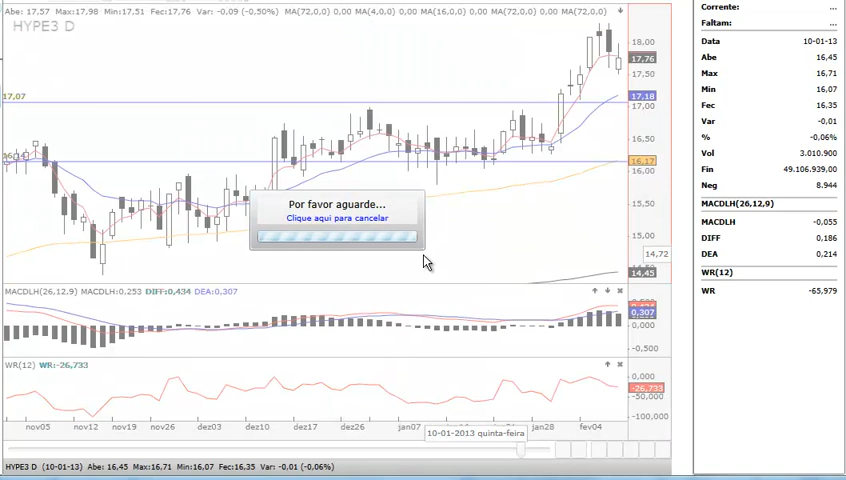 Abe: 17,57 Max:17,98 Min:17,51 Fec:17,76 Var: -0,09 (-0,50%) MA(72,0,0) 0,00 MA(4,0,0) 0,00 MA(16,0,0) MA(72,0,0) 0,00 MA(72,0,0)
HYPE3 D
18,00
17,76
17,50
17,18
17,07
17,00
16,50
16,17
16,00
15,50
15,00
14,72
14,45
Por favor aguarde...
Clique aqui para cancelar
MACDLH(26,12,9) MACDLH:0,253 DIFF:0,434 DEA:0,307
0,307
0,000
-0,500
WR(12) WR:-26,733
0,000
-26,733
-50,000
-100,000
nov05 nov12 nov19 nov26 dez03 dez10 dez17 dez26 jan07 jan28 fev04
10-01-2013 quinta-feira
HYPE3 D (10-01-13) Abe: 16,45 Max:16,71 Min:16,07 Fec:16,35 Var: -0,01 (-0,06%)
Corrente: ...
Faltam: ...
Data 10-01-13
Abe 16,45
Max 16,71
Min 16,07
Fec 16,35
Var -0,01
% -0,06%
Vol 3.010.900
Fin 49.106.939,00
Neg 8.944
MACDLH(26,12,9)
MACDLH -0,055
DIFF 0,186
DEA 0,214
WR(12)
WR -65,979